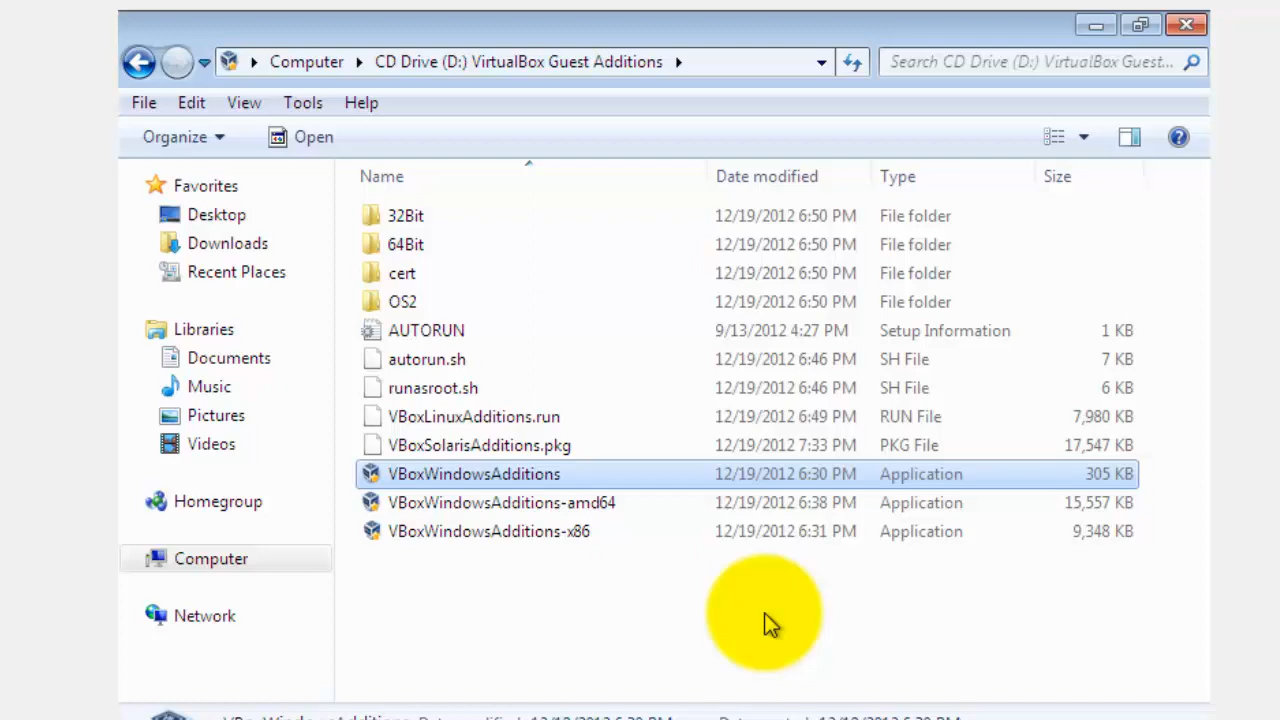 Computer CD Drive (D:) VirtualBox Guest Additions Search CD Drive (D:) VirtualBox Guest...
File Edit View Tools Help
Organize Open
Name Date modified Type Size
Favorites
Desktop
Downloads
Recent Places
Libraries
Documents
Music
Pictures
Videos
Homegroup
Computer
Network
32Bit 12/19/2012 6:50 PM File folder
64Bit 12/19/2012 6:50 PM File folder
cert 12/19/2012 6:50 PM File folder
OS2 12/19/2012 6:50 PM File folder
AUTORUN 9/13/2012 4:27 PM Setup Information 1 KB
autorun.sh 12/19/2012 6:46 PM SH File 7 KB
runasroot.sh 12/19/2012 6:46 PM SH File 6 KB
VBoxLinuxAdditions.run 12/19/2012 6:49 PM RUN File 7,980 KB
VBoxSolarisAdditions.pkg 12/19/2012 7:33 PM PKG File 17,547 KB
VBoxWindowsAdditions 12/19/2012 6:30 PM Application 305 KB
VBoxWindowsAdditions-amd64 12/19/2012 6:38 PM Application 15,557 KB
VBoxWindowsAdditions-x86 12/19/2012 6:31 PM Application 9,348 KB